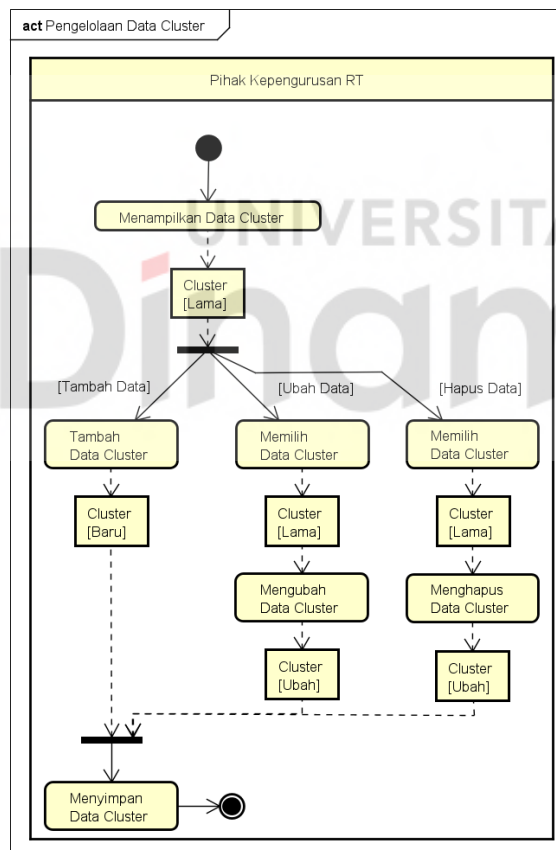 act Pengelolaan Data Cluster
Pihak Kepengurusan RT
UNIVERSITA
Dinam
Menampilkan Data Cluster
Cluster
[Lama]
[Tambah Data]
[Ubah Data]
[Hapus Data]
Tambah
Data Cluster
Memilih
Data Cluster
Memilih
Data Cluster
Cluster
[Baru]
Cluster
[Lama]
Cluster
[Lama]
Mengubah
Data Cluster
Menghapus
Data Cluster
Cluster
[Ubah]
Cluster
[Ubah]
Menyimpan
Data Cluster